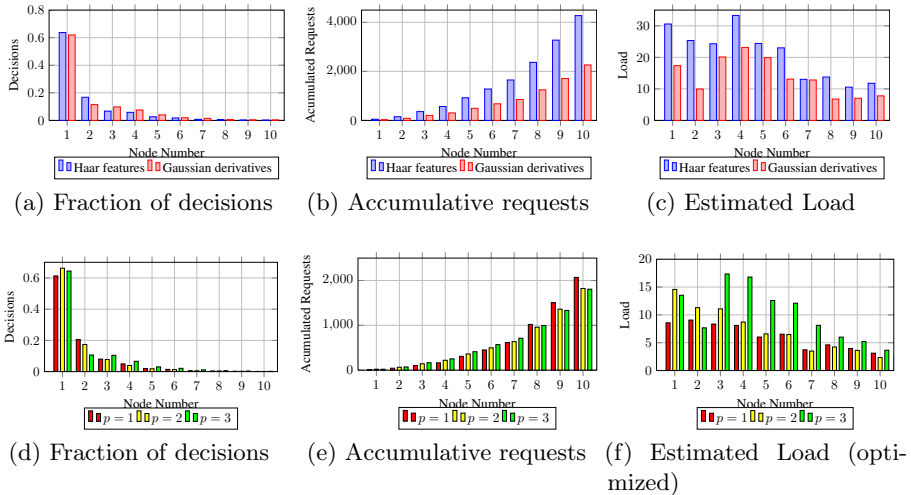 0.8
0.6
0.4
0.2
0
Decisions
1 2 3 4 5 6 7 8 9 10
Node Number
Haar features Gaussian derivatives
(a) Fraction of decisions
4,000
2,000
0
Acumulated Requests
1 2 3 4 5 6 7 8 9 10
Node Number
Haar features Gaussian derivatives
(b) Accumulative requests
30
20
10
0
Load
1 2 3 4 5 6 7 8 9 10
Node Number
Haar features Gaussian derivatives
(c) Estimated Load
0.6
0.4
0.2
0
Decisions
1 2 3 4 5 6 7 8 9 10
Node Number
p = 1 p = 2 p = 3
(d) Fraction of decisions
2,000
1,000
0
Acumulated Requests
1 2 3 4 5 6 7 8 9 10
Node Number
p = 1 p = 2 p = 3
(e) Accumulative requests
20
15
10
5
0
Load
1 2 3 4 5 6 7 8 9 10
Node Number
p = 1 p = 2 p = 3
(f) Estimated Load (opti-
mized)